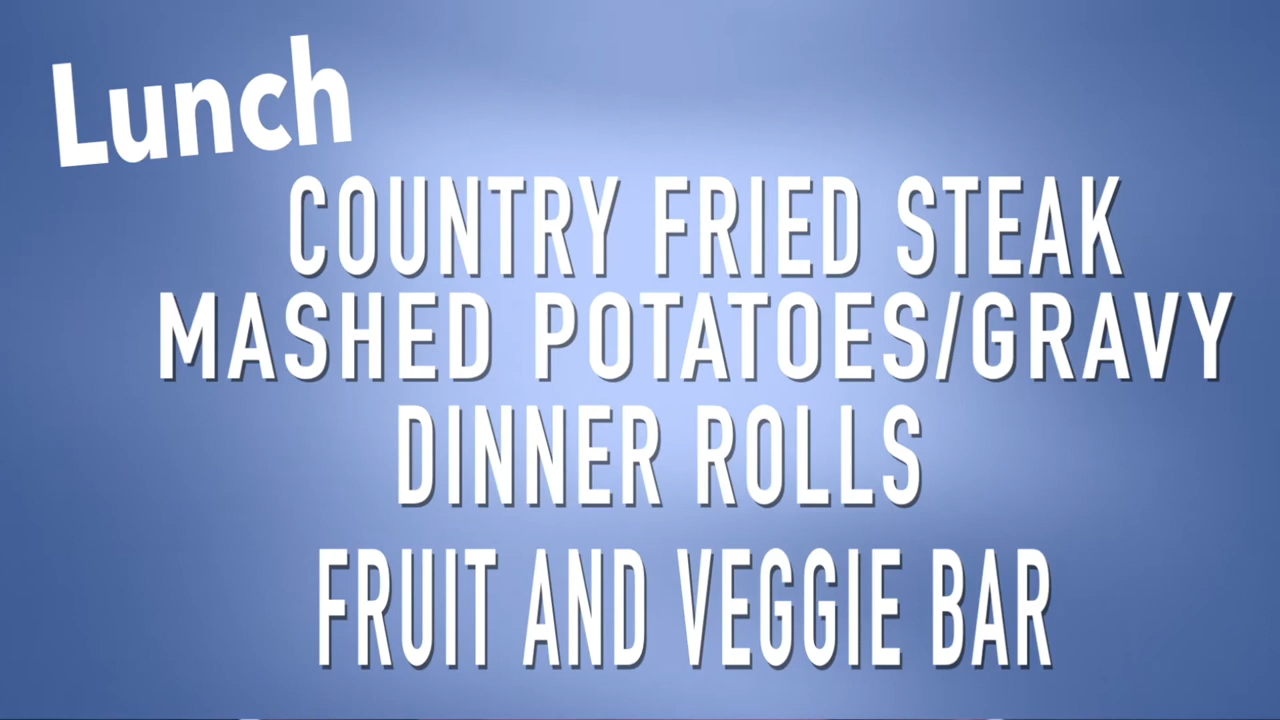 Lunch
COUNTRY FRIED STEAK
MASHED POTATOES/GRAVY
DINNER ROLLS
FRUIT AND VEGGIE BAR